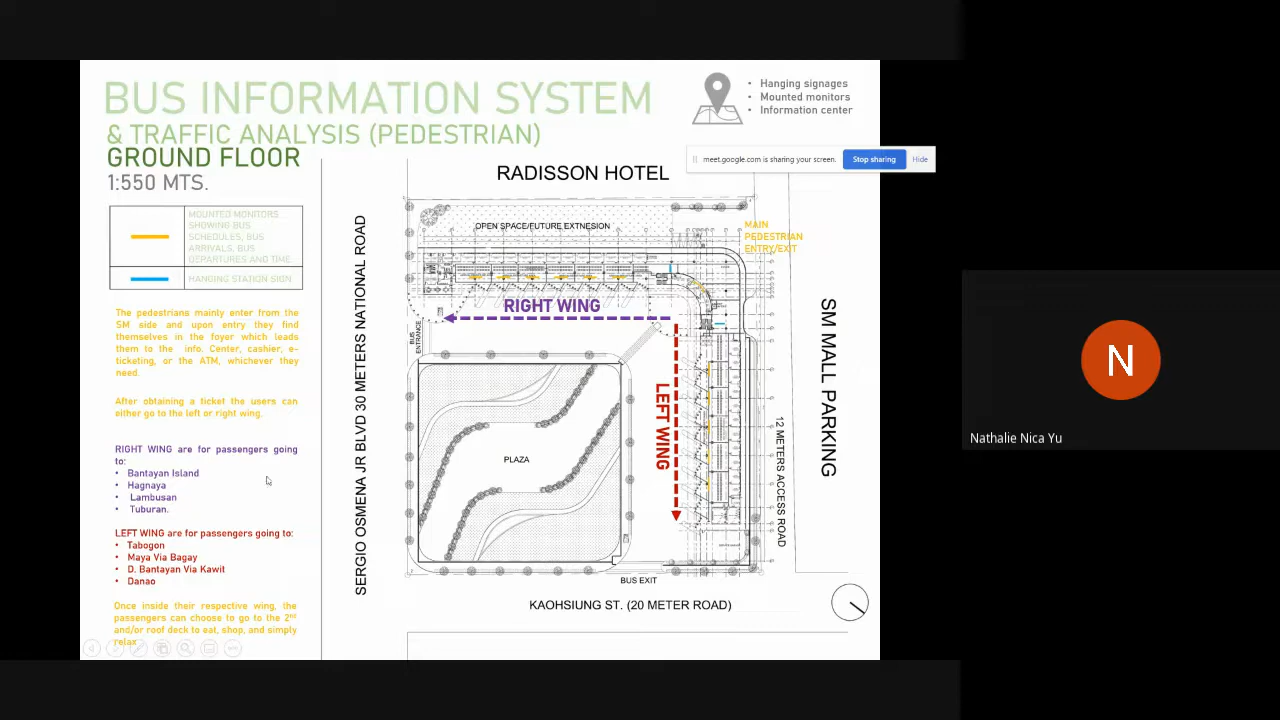 BUS INFORMATION SYSTEM
& TRAFFIC ANALYSIS (PEDESTRIAN)
GROUND FLOOR
1:550 MTS.
• Hanging signages
• Mounted monitors
• Information center
meet.google.com is sharing your screen.
Stop sharing
Hide
MOUNTED MONITORS
SHOWING BUS
SCHEDULES, BUS
ARRIVALS, BUS
DEPARTURES AND TIME
HANGING STATION SIGN
The pedestrians mainly enter from the
SM side and upon entry they find
themselves in the foyer which leads
them to the info. Center, cashier, e-
ticketing, or the ATM, whichever they
need.
After obtaining a ticket the users can
either go to the left or right wing.
RIGHT WING are for passengers going
to:
• Bantayan Island
• Hagnaya
• Lambusan
• Tuburan.
LEFT WING are for passengers going to:
• Tabogon
• Maya Via Bagay
• D. Bantayan Via Kawit
• Danao
Once inside their respective wing, the
passengers can choose to go to the 2nd
and/or roof deck to eat, shop, and simply
relax
RADISSON HOTEL
OPEN SPACE/FUTURE EXTNESION
MAIN
PEDESTRIAN
ENTRY/EXIT
SERGIO OSMENA JR BLVD 30 METERS NATIONAL ROAD
RIGHT WING
BUS
ENTRANCE
LEFT WING
PLAZA
SM MALL PARKING
12 METERS ACCESS ROAD
BUS EXIT
KAOHSIUNG ST. (20 METER ROAD)
N
Nathalie Nica Yu